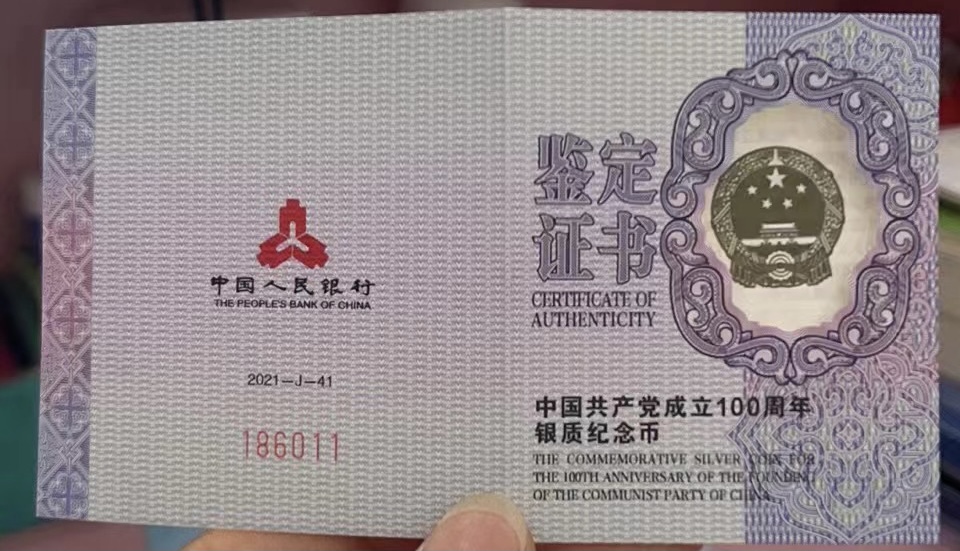 中国人民银行
THE PEOPLE'S BANK OF CHINA
2021-J-41
186011
鉴定
证书
CERTIFICATE OF
AUTHENTICITY
中国共产党成立100周年
银质纪念币
THE COMMEMORATIVE SILVER COIN FOR
THE 100TH ANNIVERSARY OF THE FOUNDING
OF THE COMMUNIST PARTY OF CHINA